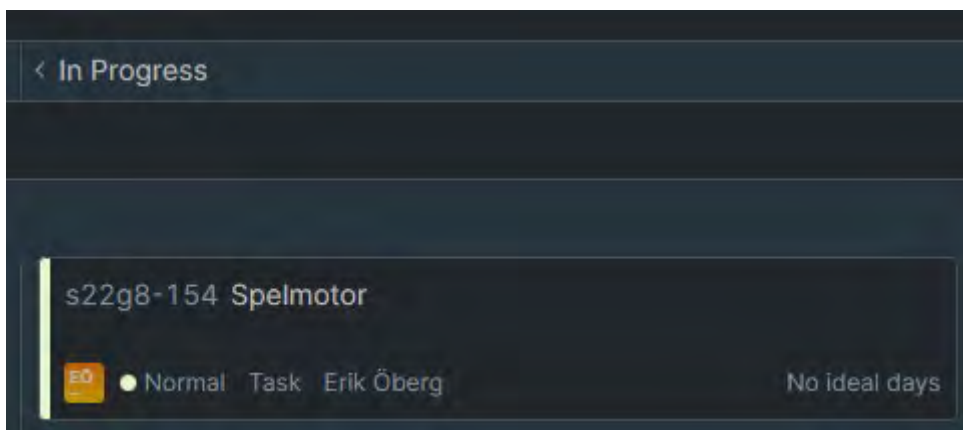 < In Progress
s22g8-154 Spelmotor
EÖ Normal Task Erik Öberg No ideal days